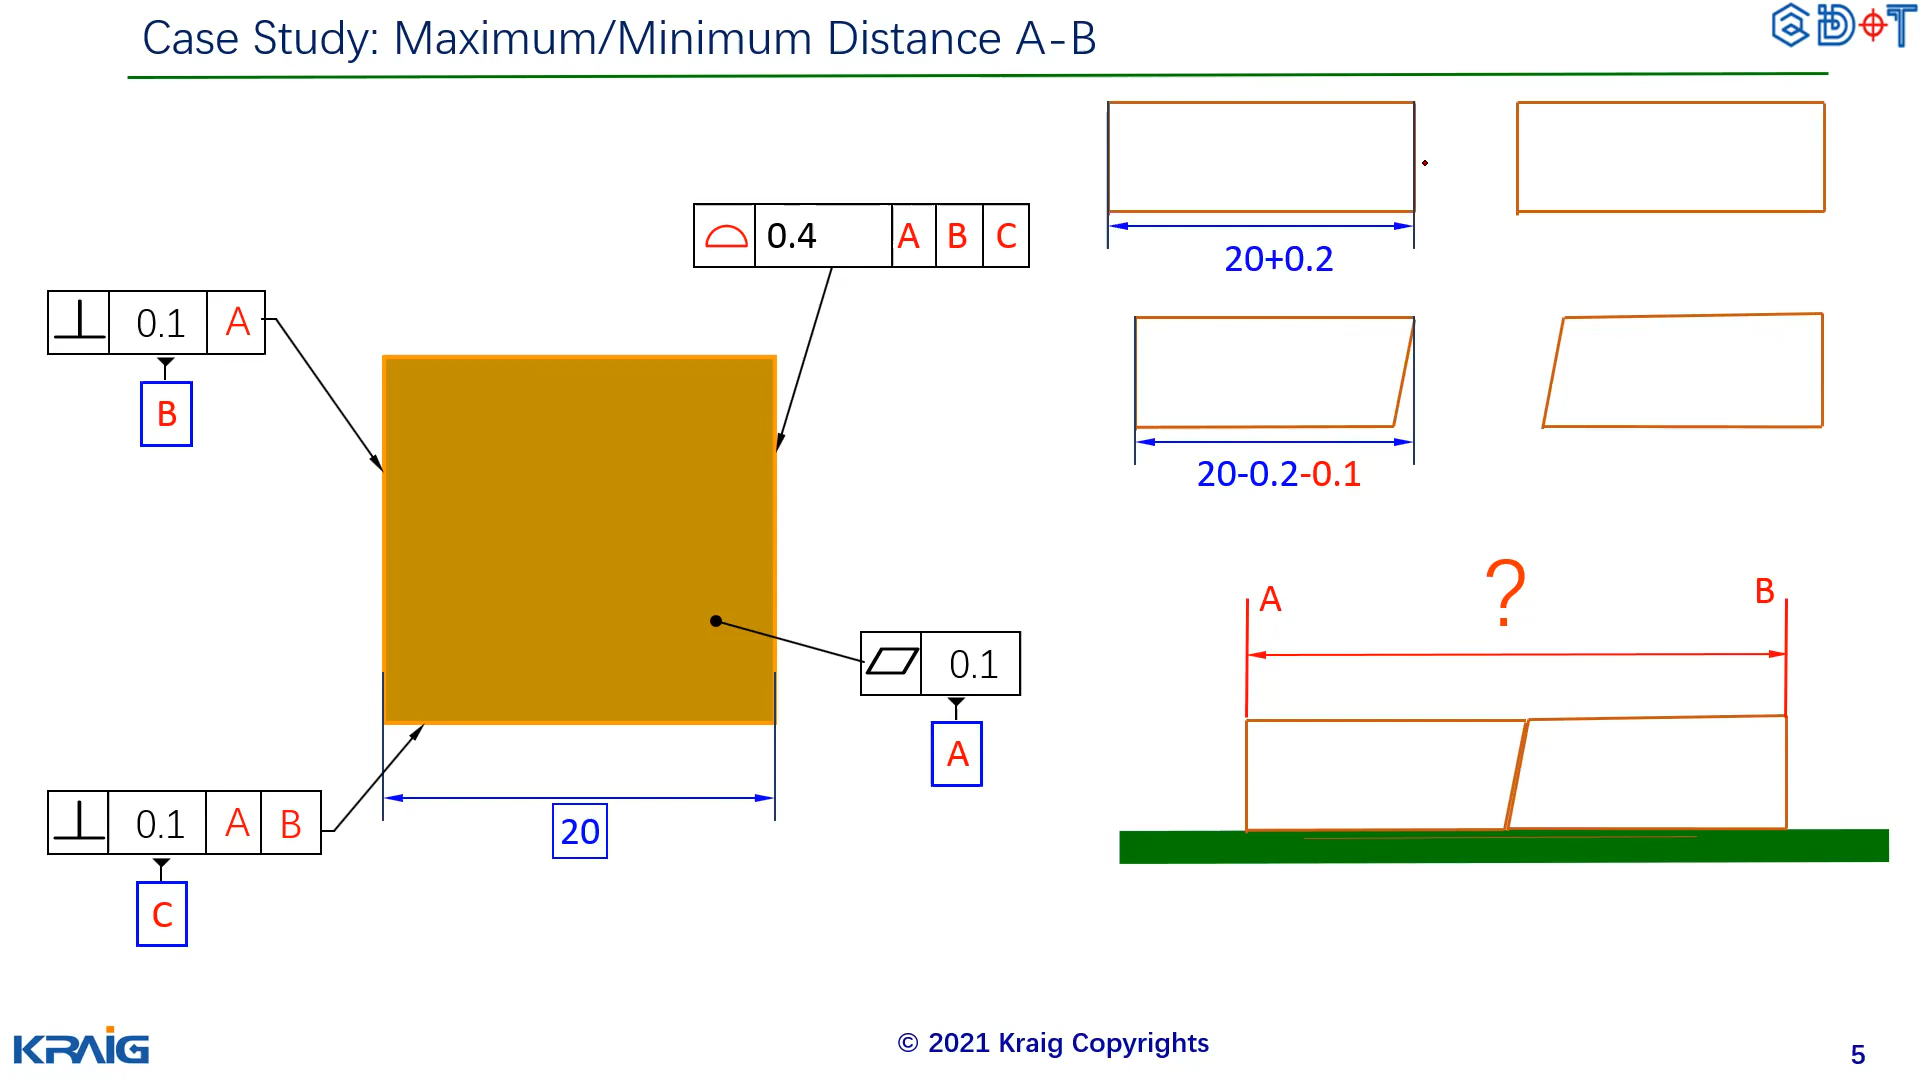 Case Study: Maximum/Minimum Distance A-B
0.4 A B C
0.1 A
B
0.1
A
0.1 A B
C
20
20+0.2
20-0.2-0.1
A ? B
KRAIG
© 2021 Kraig Copyrights
5